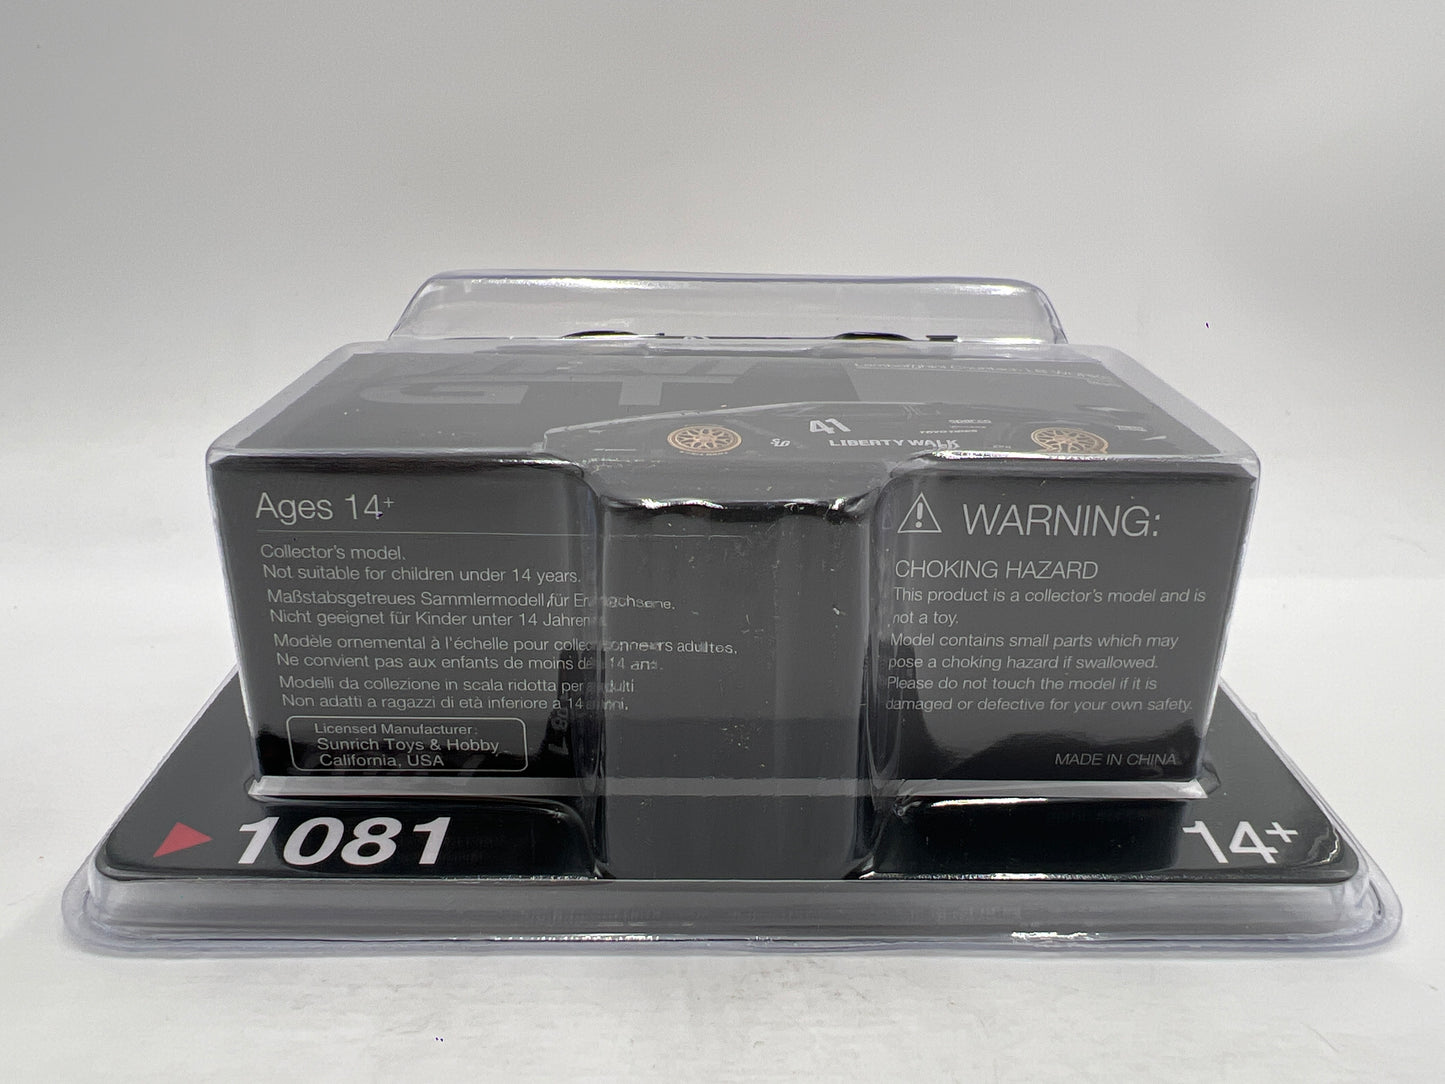 GT
Lamborghini Countach LB WORKS
41
LIBERTY WALK
Ages 14+
Collector's model.
Not suitable for children under 14 years.
Maßstabsgetreues Sammlermodell für Erwachsene.
Nicht geeignet für Kinder unter 14 Jahren.
Modèle ornemental à l'échelle pour collectionneurs adultes.
Ne convient pas aux enfants de moins de 14 ans.
Modelli da collezione in scala ridotta per adulti
Non adatti a ragazzi di età inferiore a 14 anni.
Licensed Manufacturer:
Sunrich Toys & Hobby
California, USA
WARNING:
CHOKING HAZARD
This product is a collector's model and is
not a toy.
Model contains small parts which may
pose a choking hazard if swallowed.
Please do not touch the model if it is
damaged or defective for your own safety.
MADE IN CHINA
1081
14+